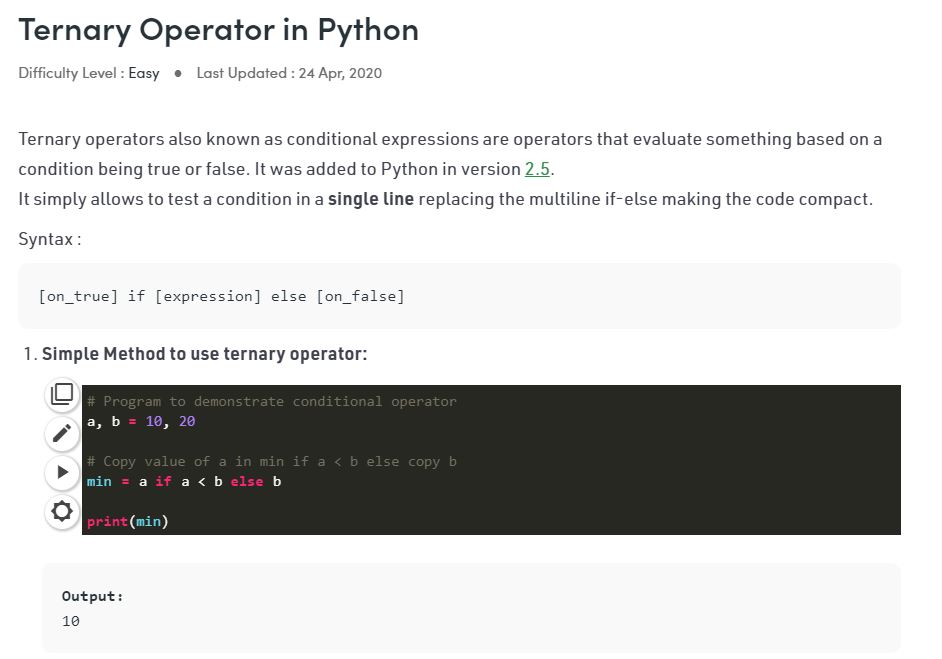 Ternary Operator in Python
Difficulty Level : Easy ● Last Updated : 24 Apr, 2020
Ternary operators also known as conditional expressions are operators that evaluate something based on a
condition being true or false. It was added to Python in version 2.5.
It simply allows to test a condition in a single line replacing the multiline if-else making the code compact.
Syntax :
[on_true] if [expression] else [on_false]
1. Simple Method to use ternary operator:
# Program to demonstrate conditional operator
a, b = 10, 20
# Copy value of a in min if a < b else copy b
min = a if a < b else b
print(min)
Output:
10